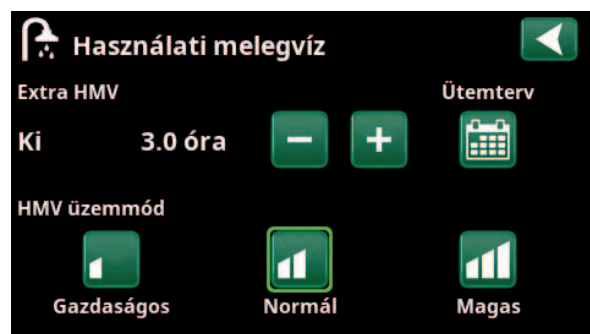 Használati melegvíz
Extra HMV Ütemterv
Ki 3.0 óra − +
HMV üzemmód
Gazdaságos Normál Magas